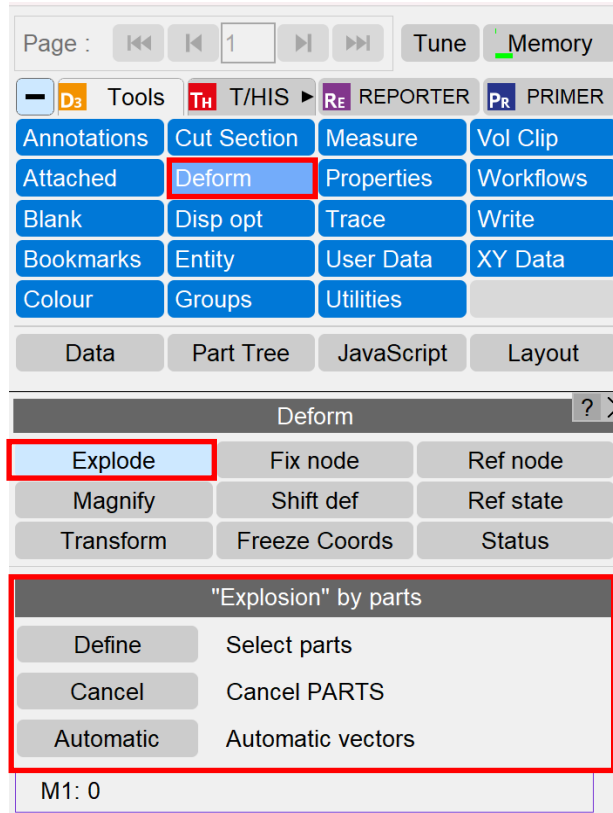 Page : 1 Tune Memory
D3 Tools TH T/HIS RE REPORTER PR PRIMER
Annotations Cut Section Measure Vol Clip
Attached Deform Properties Workflows
Blank Disp opt Trace Write
Bookmarks Entity User Data XY Data
Colour Groups Utilities
Data Part Tree JavaScript Layout
Deform ?
Explode Fix node Ref node
Magnify Shift def Ref state
Transform Freeze Coords Status
"Explosion" by parts
Define Select parts
Cancel Cancel PARTS
Automatic Automatic vectors
M1: 0